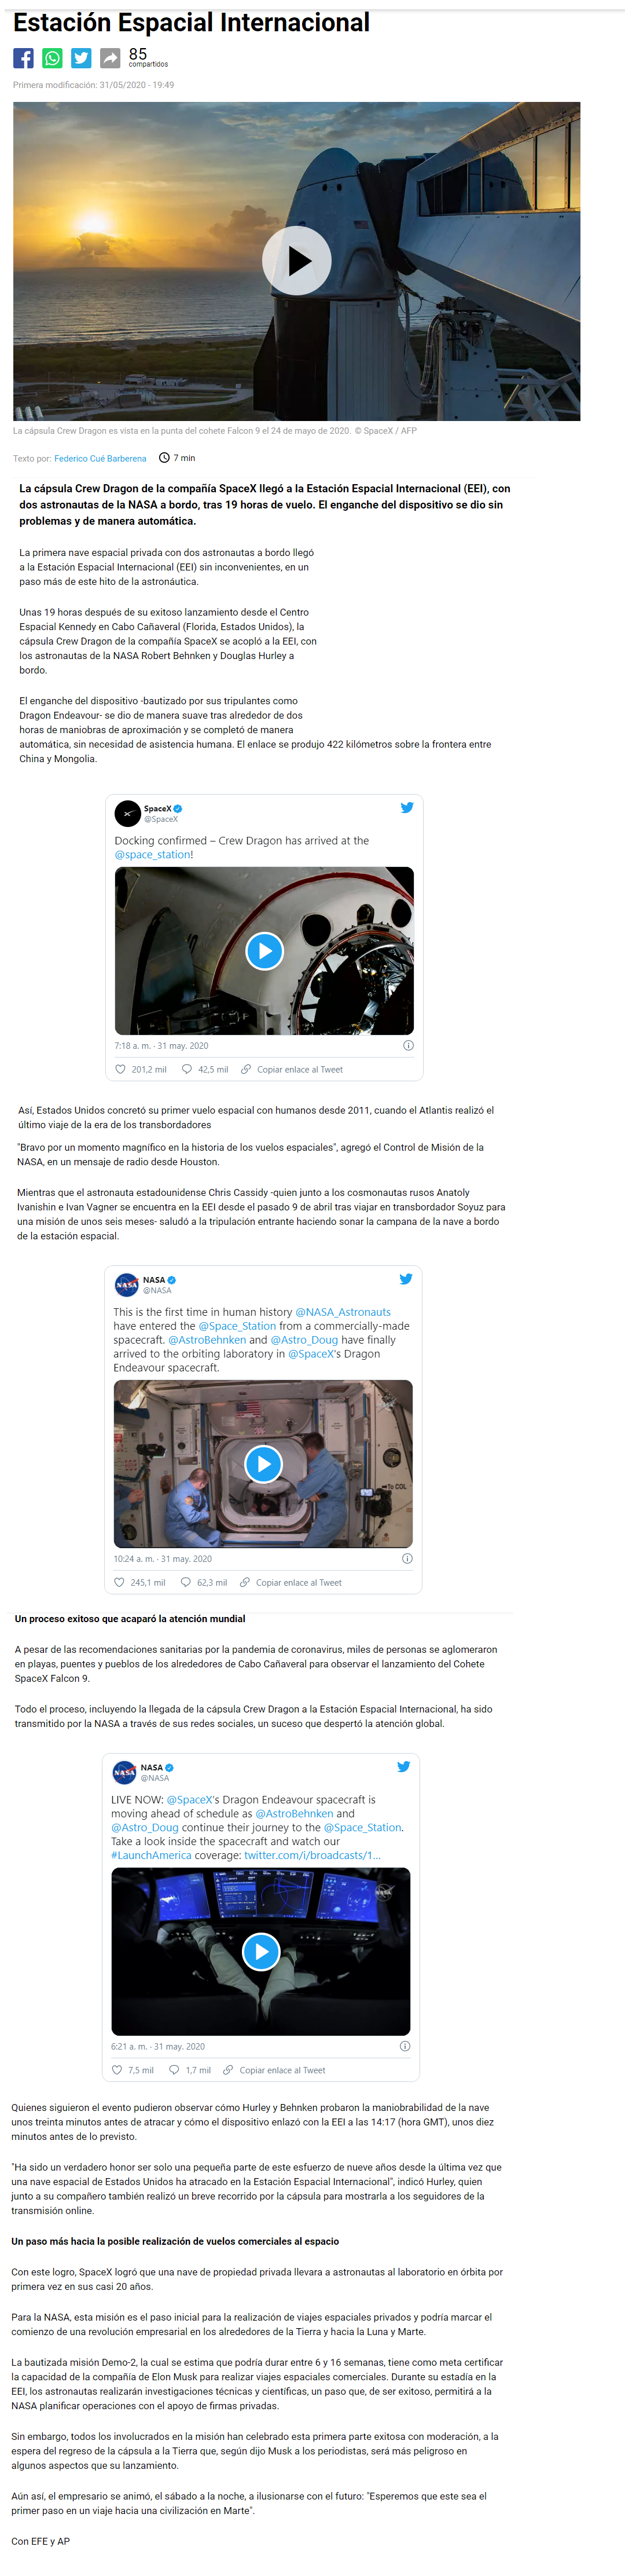 Estación Espacial Internacional
85
compartidos
Primera modificación: 31/05/2020 - 19:49
La cápsula Crew Dragon es vista en la punta del cohete Falcon 9 el 24 de mayo de 2020. © SpaceX / AFP
Texto por: Federico Cué Barberena 7 min
La cápsula Crew Dragon de la compañía SpaceX llegó a la Estación Espacial Internacional (EEI), con
dos astronautas de la NASA a bordo, tras 19 horas de vuelo. El enganche del dispositivo se dio sin
problemas y de manera automática.
La primera nave espacial privada con dos astronautas a bordo llegó
a la Estación Espacial Internacional (EEI) sin inconvenientes, en un
paso más de este hito de la astronáutica.
Unas 19 horas después de su exitoso lanzamiento desde el Centro
Espacial Kennedy en Cabo Cañaveral (Florida, Estados Unidos), la
cápsula Crew Dragon de la compañía SpaceX se acopló a la EEI, con
los astronautas de la NASA Robert Behnken y Douglas Hurley a
bordo.
El enganche del dispositivo -bautizado por sus tripulantes como
Dragon Endeavour- se dio de manera suave tras alrededor de dos
horas de maniobras de aproximación y se completó de manera
automática, sin necesidad de asistencia humana. El enlace se produjo 422 kilómetros sobre la frontera entre
China y Mongolia.
SpaceX
@SpaceX
Docking confirmed – Crew Dragon has arrived at the
@space_station!
7:18 a. m. · 31 may. 2020
201,2 mil 42,5 mil Copiar enlace al Tweet
Así, Estados Unidos concretó su primer vuelo espacial con humanos desde 2011, cuando el Atlantis realizó el
último viaje de la era de los transbordadores
"Bravo por un momento magnífico en la historia de los vuelos espaciales", agregó el Control de Misión de la
NASA, en un mensaje de radio desde Houston.
Mientras que el astronauta estadounidense Chris Cassidy -quien junto a los cosmonautas rusos Anatoly
Ivanishin e Ivan Vagner se encuentra en la EEI desde el pasado 9 de abril tras viajar en transbordador Soyuz para
una misión de unos seis meses- saludó a la tripulación entrante haciendo sonar la campana de la nave a bordo
de la estación espacial.
NASA
NASA
@NASA
This is the first time in human history @NASA_Astronauts
have entered the @Space_Station from a commercially-made
spacecraft. @AstroBehnken and @Astro_Doug have finally
arrived to the orbiting laboratory in @SpaceX's Dragon
Endeavour spacecraft.
To COL
10:24 a. m. · 31 may. 2020
245,1 mil 62,3 mil Copiar enlace al Tweet
Un proceso exitoso que acaparó la atención mundial
A pesar de las recomendaciones sanitarias por la pandemia de coronavirus, miles de personas se aglomeraron
en playas, puentes y pueblos de los alrededores de Cabo Cañaveral para observar el lanzamiento del Cohete
SpaceX Falcon 9.
Todo el proceso, incluyendo la llegada de la cápsula Crew Dragon a la Estación Espacial Internacional, ha sido
transmitido por la NASA a través de sus redes sociales, un suceso que despertó la atención global.
NASA
NASA
@NASA
LIVE NOW: @SpaceX's Dragon Endeavour spacecraft is
moving ahead of schedule as @AstroBehnken and
@Astro_Doug continue their journey to the @Space_Station.
Take a look inside the spacecraft and watch our
#LaunchAmerica coverage: twitter.com/i/broadcasts/1...
NASA
6:21 a. m. · 31 may. 2020
7,5 mil 1,7 mil Copiar enlace al Tweet
Quienes siguieron el evento pudieron observar cómo Hurley y Behnken probaron la maniobrabilidad de la nave
unos treinta minutos antes de atracar y cómo el dispositivo enlazó con la EEI a las 14:17 (hora GMT), unos diez
minutos antes de lo previsto.
"Ha sido un verdadero honor ser solo una pequeña parte de este esfuerzo de nueve años desde la última vez que
una nave espacial de Estados Unidos ha atracado en la Estación Espacial Internacional", indicó Hurley, quien
junto a su compañero también realizó un breve recorrido por la cápsula para mostrarla a los seguidores de la
transmisión online.
Un paso más hacia la posible realización de vuelos comerciales al espacio
Con este logro, SpaceX logró que una nave de propiedad privada llevara a astronautas al laboratorio en órbita por
primera vez en sus casi 20 años.
Para la NASA, esta misión es el paso inicial para la realización de viajes espaciales privados y podría marcar el
comienzo de una revolución empresarial en los alrededores de la Tierra y hacia la Luna y Marte.
La bautizada misión Demo-2, la cual se estima que podría durar entre 6 y 16 semanas, tiene como meta certificar
la capacidad de la compañía de Elon Musk para realizar viajes espaciales comerciales. Durante su estadía en la
EEI, los astronautas realizarán investigaciones técnicas y científicas, un paso que, de ser exitoso, permitirá a la
NASA planificar operaciones con el apoyo de firmas privadas.
Sin embargo, todos los involucrados en la misión han celebrado esta primera parte exitosa con moderación, a la
espera del regreso de la cápsula a la Tierra que, según dijo Musk a los periodistas, será más peligroso en
algunos aspectos que su lanzamiento.
Aún así, el empresario se animó, el sábado a la noche, a ilusionarse con el futuro: "Esperemos que este sea el
primer paso en un viaje hacia una civilización en Marte".
Con EFE y AP